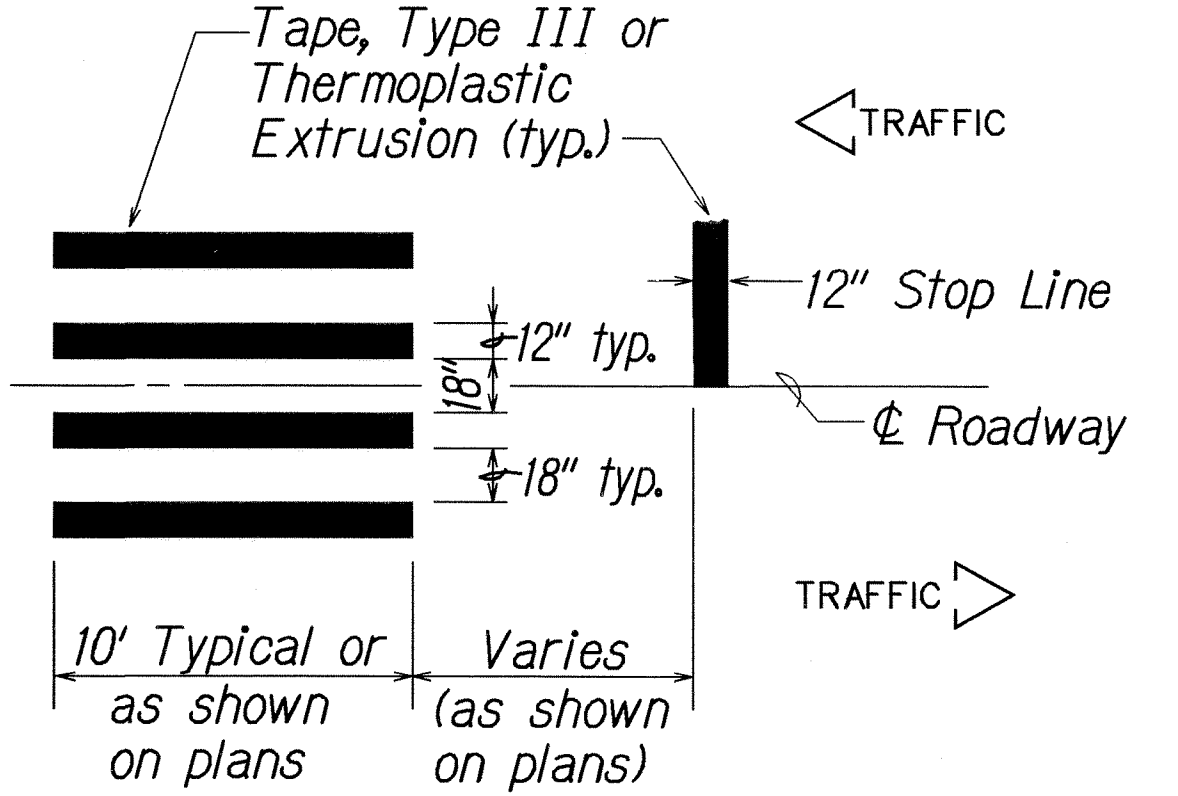 Tape, Type III or
Thermoplastic
Extrusion (typ.)
TRAFFIC
12" Stop Line
12" typ.
18"
℄ Roadway
18" typ.
TRAFFIC
10' Typical or
as shown
on plans
Varies
(as shown
on plans)